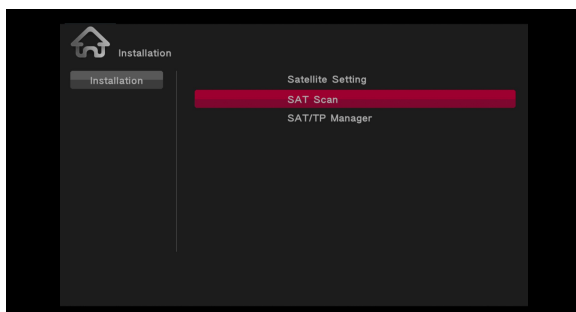 Installation
Installation
Satellite Setting
SAT Scan
SAT/TP Manager